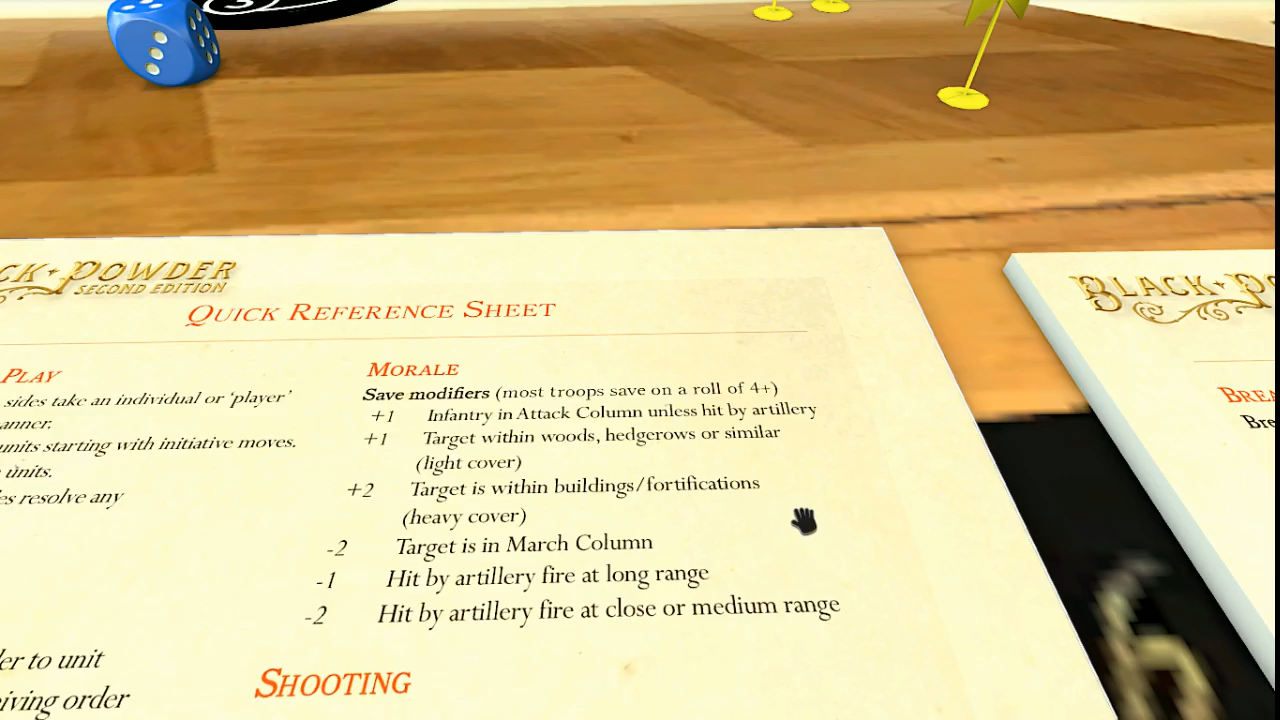 POWDER
SECOND EDITION
QUICK REFERENCE SHEET
PLAY
sides take an individual or 'player'
units starting with initiative moves.
units.
resolve any
to unit
order
MORALE
Save modifiers (most troops save on a roll of 4+)
+1 Infantry in Attack Column unless hit by artillery
+1 Target within woods, hedgerows or similar
(light cover)
+2 Target is within buildings/fortifications
(heavy cover)
-2 Target is in March Column
-1 Hit by artillery fire at long range
-2 Hit by artillery fire at close or medium range
SHOOTING
BLACK